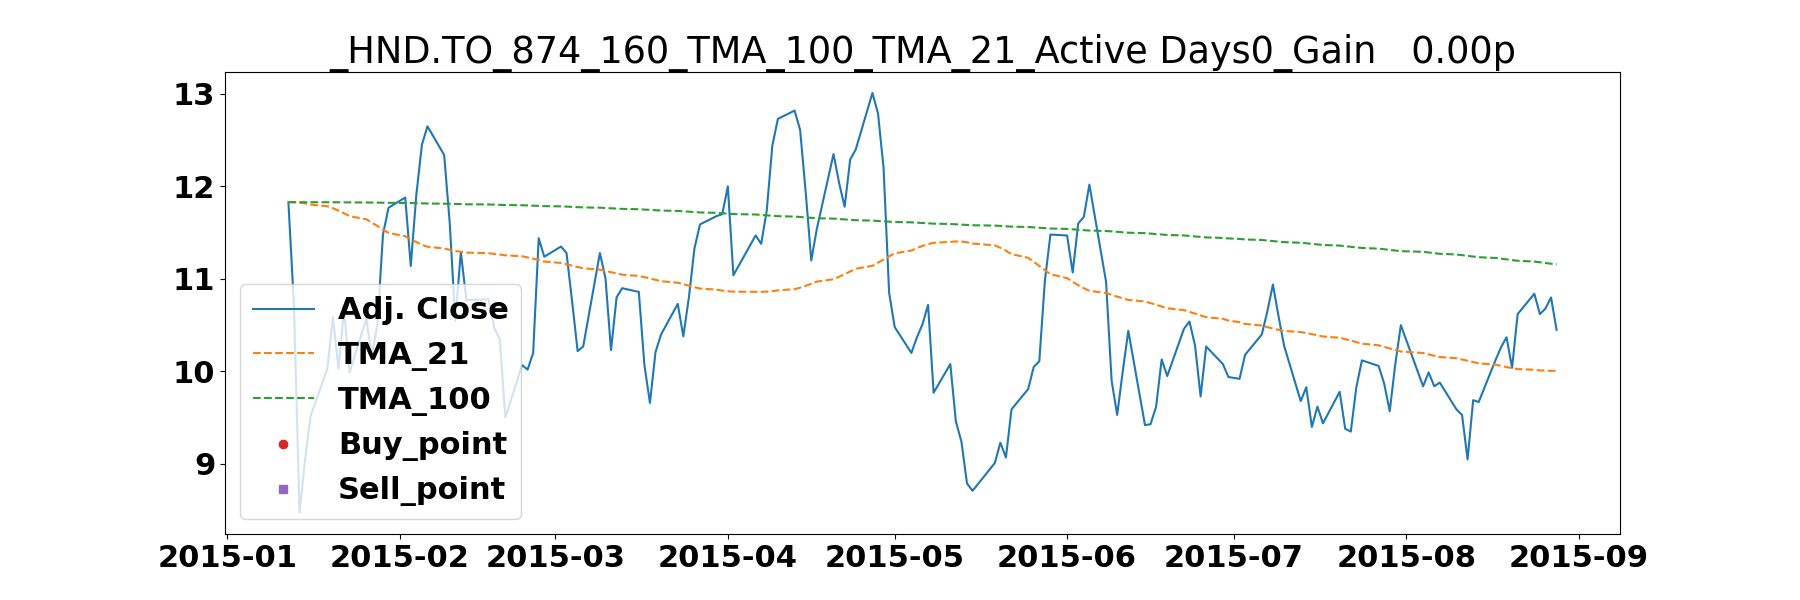 _HND.TO_874_160_TMA_100_TMA_21_Active Days0_Gain   0.00p
13
12
11
10
9
Adj. Close
TMA_21
TMA_100
Buy_point
Sell_point
2015-01 2015-02 2015-03 2015-04 2015-05 2015-06 2015-07 2015-08 2015-09